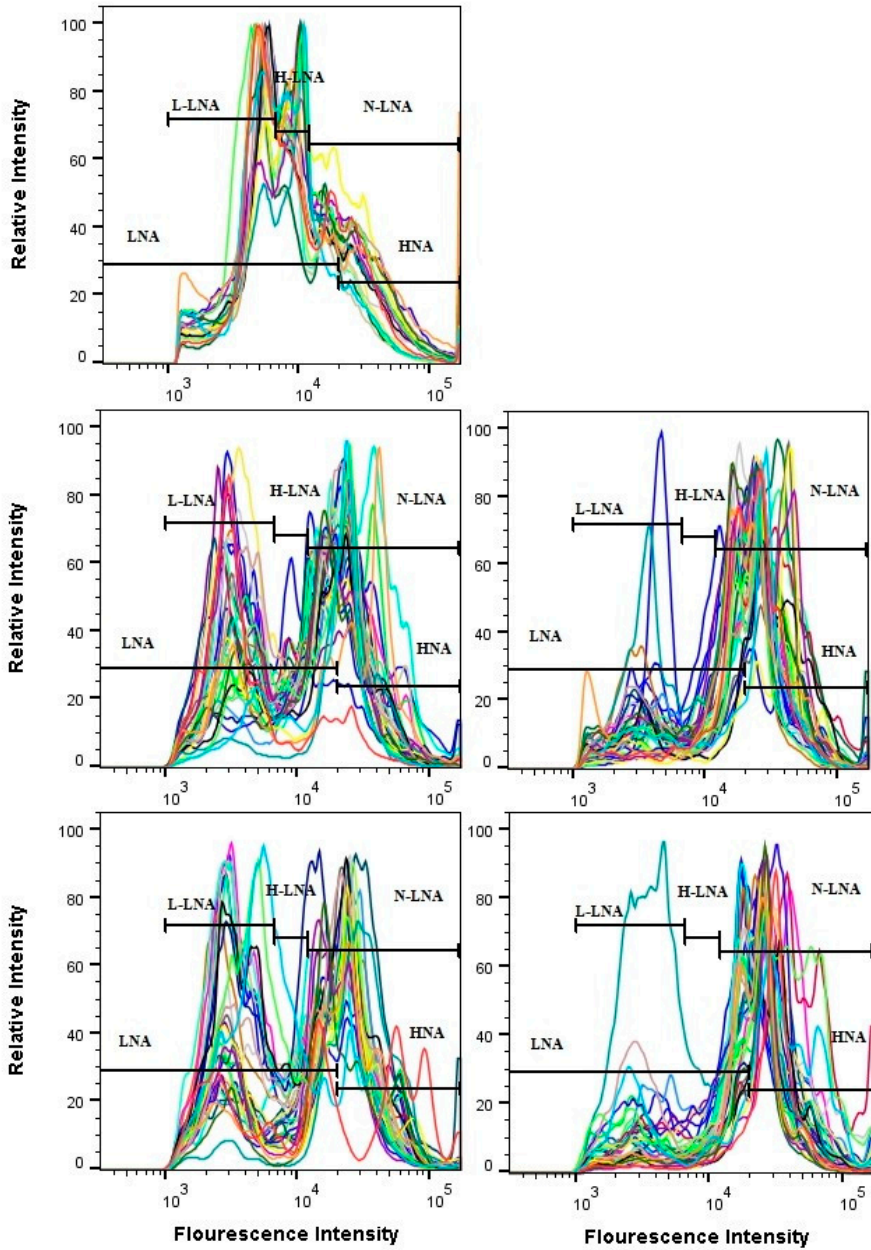 100
80
60
40
20
0
Relative Intensity
L-LNA
H-LNA
N-LNA
LNA
HNA
10³ 10⁴ 10⁵
100
80
60
40
20
0
Relative Intensity
L-LNA
H-LNA
N-LNA
LNA
HNA
10³ 10⁴ 10⁵
100
80
60
40
20
0
L-LNA
H-LNA
N-LNA
LNA
HNA
10³ 10⁴ 10⁵
100
80
60
40
20
0
Relative Intensity
L-LNA
H-LNA
N-LNA
LNA
HNA
10³ 10⁴ 10⁵
Flourescence Intensity
100
80
60
40
20
0
L-LNA
H-LNA
N-LNA
LNA
HNA
10³ 10⁴ 10⁵
Flourescence Intensity